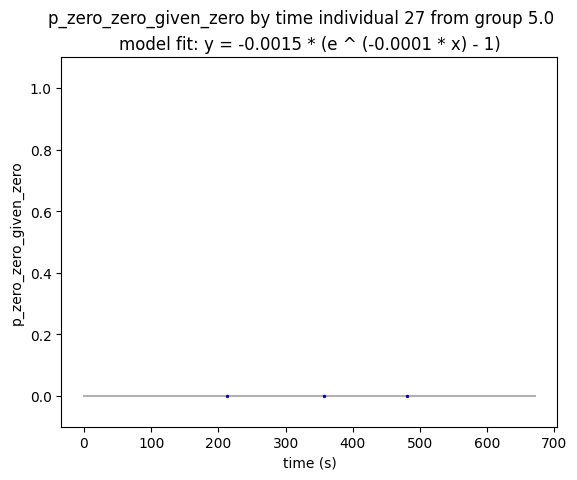 p_zero_zero_given_zero by time individual 27 from group 5.0
model fit: y = -0.0015 * (e ^ (-0.0001 * x) - 1)
1.0
0.8
0.6
0.4
0.2
0.0
p_zero_zero_given_zero
0 100 200 300 400 500 600 700
time (s)